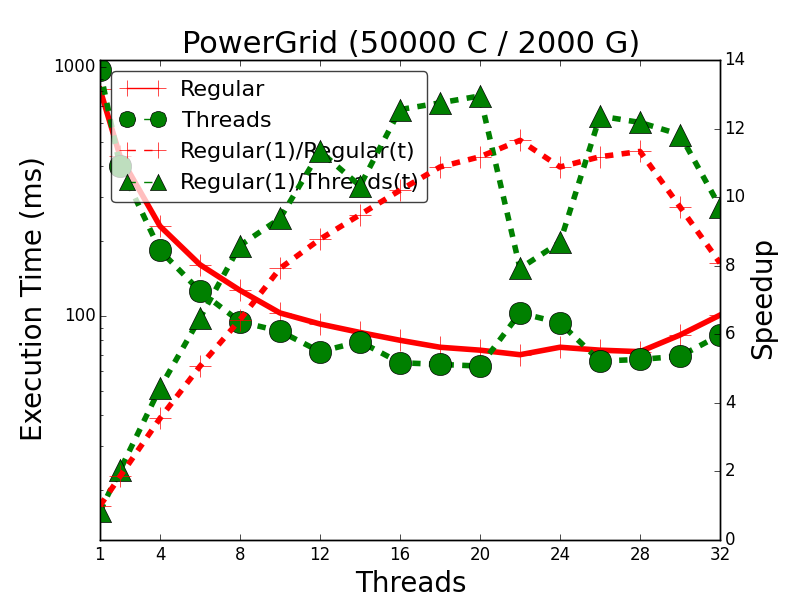 PowerGrid (50000 C / 2000 G)
1000
100
Execution Time (ms)
Regular
Threads
Regular(1)/Regular(t)
Regular(1)/Threads(t)
14
12
10
8
6
4
2
0
Speedup
1 4 8 12 16 20 24 28 32
Threads